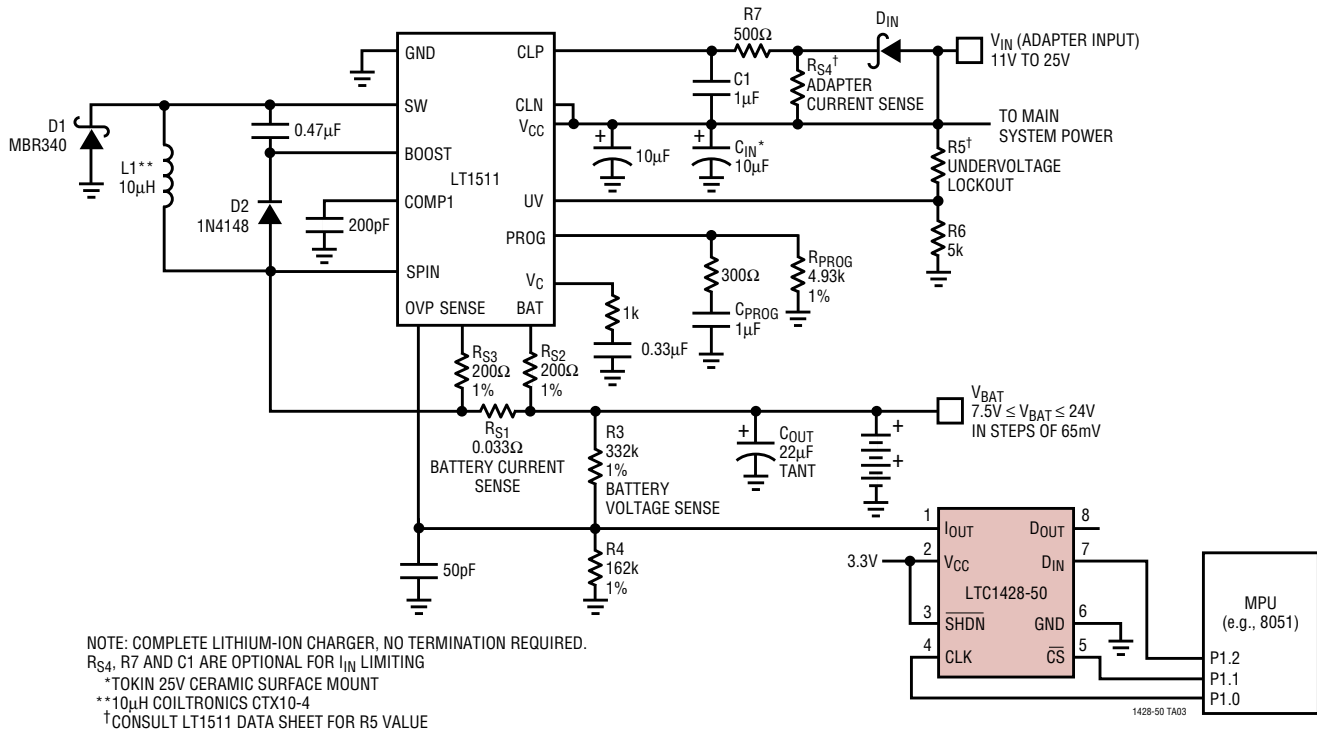 GND
SW
BOOST
COMP1
SPIN
OVP SENSE
LT1511
CLP
CLN
VCC
UV
PROG
VC
BAT
D1
MBR340
L1**
10µH
0.47µF
D2
1N4148
200pF
R7
500Ω
DIN
VIN (ADAPTER INPUT)
11V TO 25V
C1
1µF
RS4†
ADAPTER
CURRENT SENSE
TO MAIN
SYSTEM POWER
+
10µF
+
CIN*
10µF
R5†
UNDERVOLTAGE
LOCKOUT
R6
5k
300Ω
CPROG
1µF
RPROG
4.93k
1%
1k
0.33µF
RS3
200Ω
1%
RS2
200Ω
1%
RS1
0.033Ω
BATTERY CURRENT
SENSE
R3
332k
1%
BATTERY
VOLTAGE SENSE
+
COUT
22µF
TANT
+
+
VBAT
7.5V ≤ VBAT ≤ 24V
IN STEPS OF 65mV
50pF
R4
162k
1%
3.3V
1
IOUT
2
VCC
3
SHDN
4
CLK
LTC1428-50
DOUT
8
DIN
7
GND
6
CS
5
MPU
(e.g., 8051)
P1.2
P1.1
P1.0
1428-50 TA03
NOTE: COMPLETE LITHIUM-ION CHARGER, NO TERMINATION REQUIRED.
RS4, R7 AND C1 ARE OPTIONAL FOR IIN LIMITING
*TOKIN 25V CERAMIC SURFACE MOUNT
**10µH COILTRONICS CTX10-4
†CONSULT LT1511 DATA SHEET FOR R5 VALUE